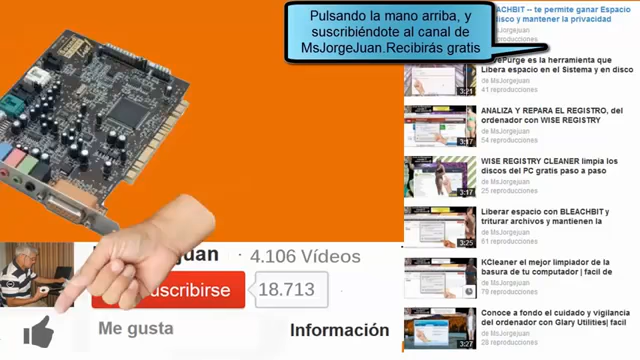 Pulsando la mano arriba, y
suscribiéndote al canal de
MsJorgeJuan.Recibirás gratis
BLEACHBIT -- te permite ganar Espacio
disco y mantener la privacidad
Purge es la herramienta que
Libera espacio en el Sistema y en disco
de MsJorgejuan
41 reproducciones
3:21
ANALIZA Y REPARA EL REGISTRO, del
ordenador con WISE REGISTRY
de MsJorgejuan
54 reproducciones
3:17
WISE REGISTRY CLEANER limpia los
discos del PC gratis paso a paso
de MsJorgejuan
25 reproducciones
3:17
Liberar espacio con BLEACHBIT y
triturar archivos y mantener la
de MsJorgejuan
61 reproducciones
3:25
KCleaner el mejor limpiador de la
basura de tu computador | facil de
de MsJorgejuan
79 reproducciones
Conoce a fondo el cuidado y vigilancia
del ordenador con Glary Utilities| facil
de MsJorgejuan
28 reproducciones
3:27
juan · 4.106 Vídeos
uscribirse 18.713
Me gusta Información